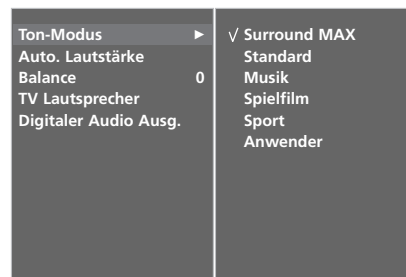 Ton-Modus ►
Auto. Lautstärke
Balance 0
TV Lautsprecher
Digitaler Audio Ausg.
√ Surround MAX
Standard
Musik
Spielfilm
Sport
Anwender